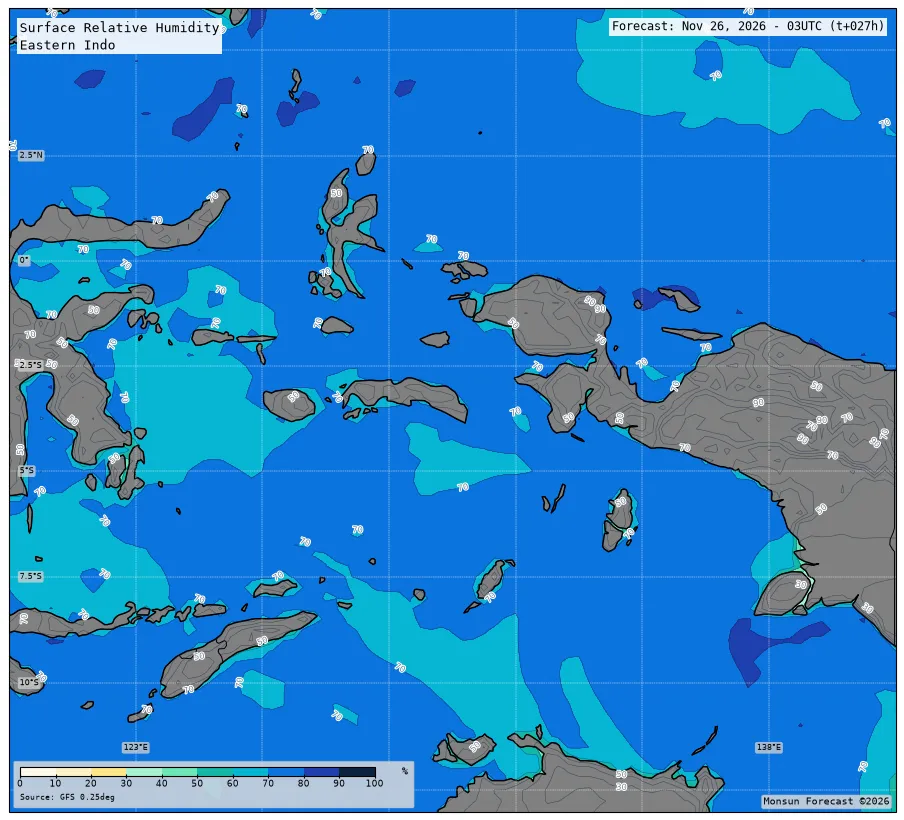 Surface Relative Humidity
Eastern Indo
Forecast: Nov 26, 2026 - 03UTC (t+027h)
2.5°N
0°
2.5°S
5°S
7.5°S
10°S
123°E
138°E
0 10 20 30 40 50 60 70 80 90 100 %
Source: GFS 0.25deg
Monsun Forecast ©2026